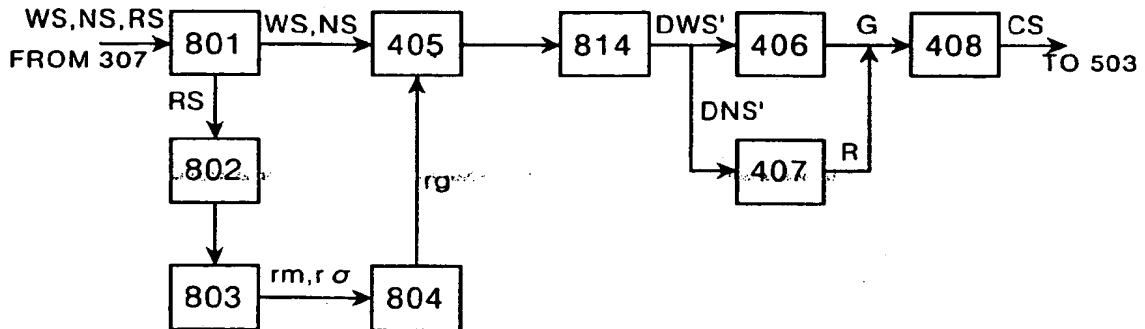 WS,NS,RS
FROM 307
801
WS,NS
405
814
DWS'
406
G
408
CS
TO 503
RS
DNS'
802
rg
407
R
803
rm,r σ
804